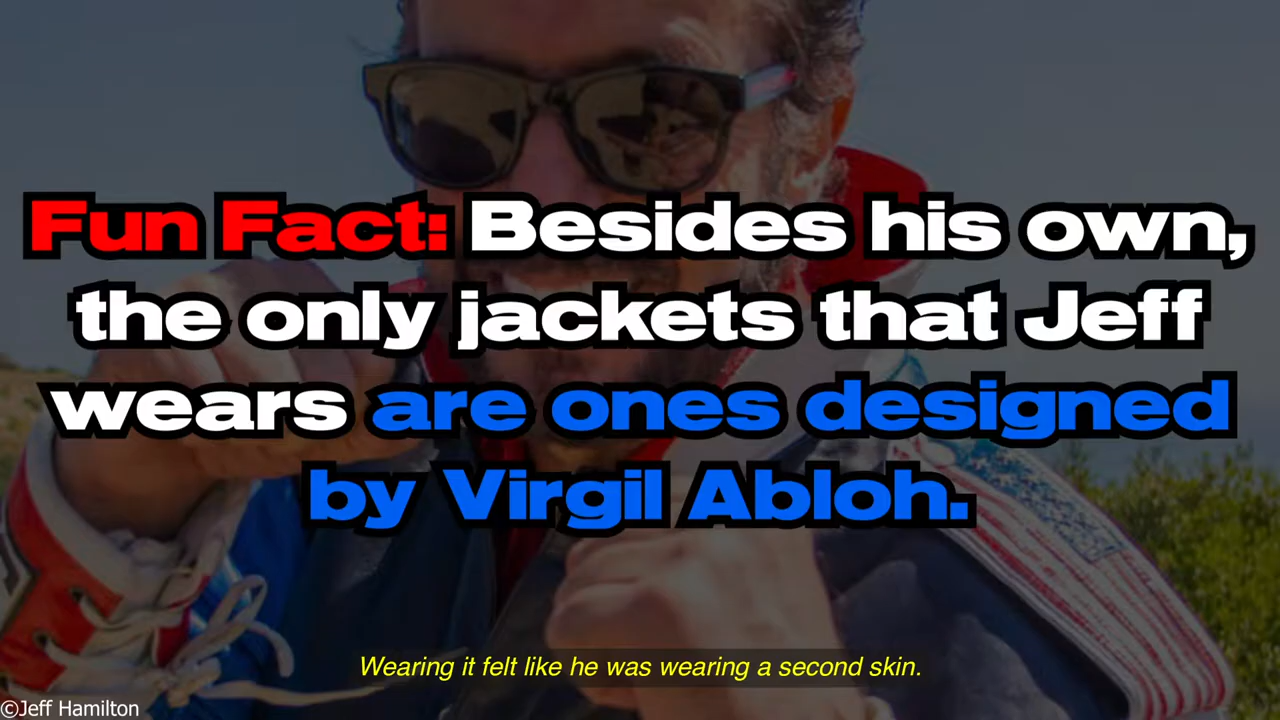 Fun Fact: Besides his own,
the only jackets that Jeff
wears are ones designed
by Virgil Abloh.
Wearing it felt like he was wearing a second skin.
©Jeff Hamilton